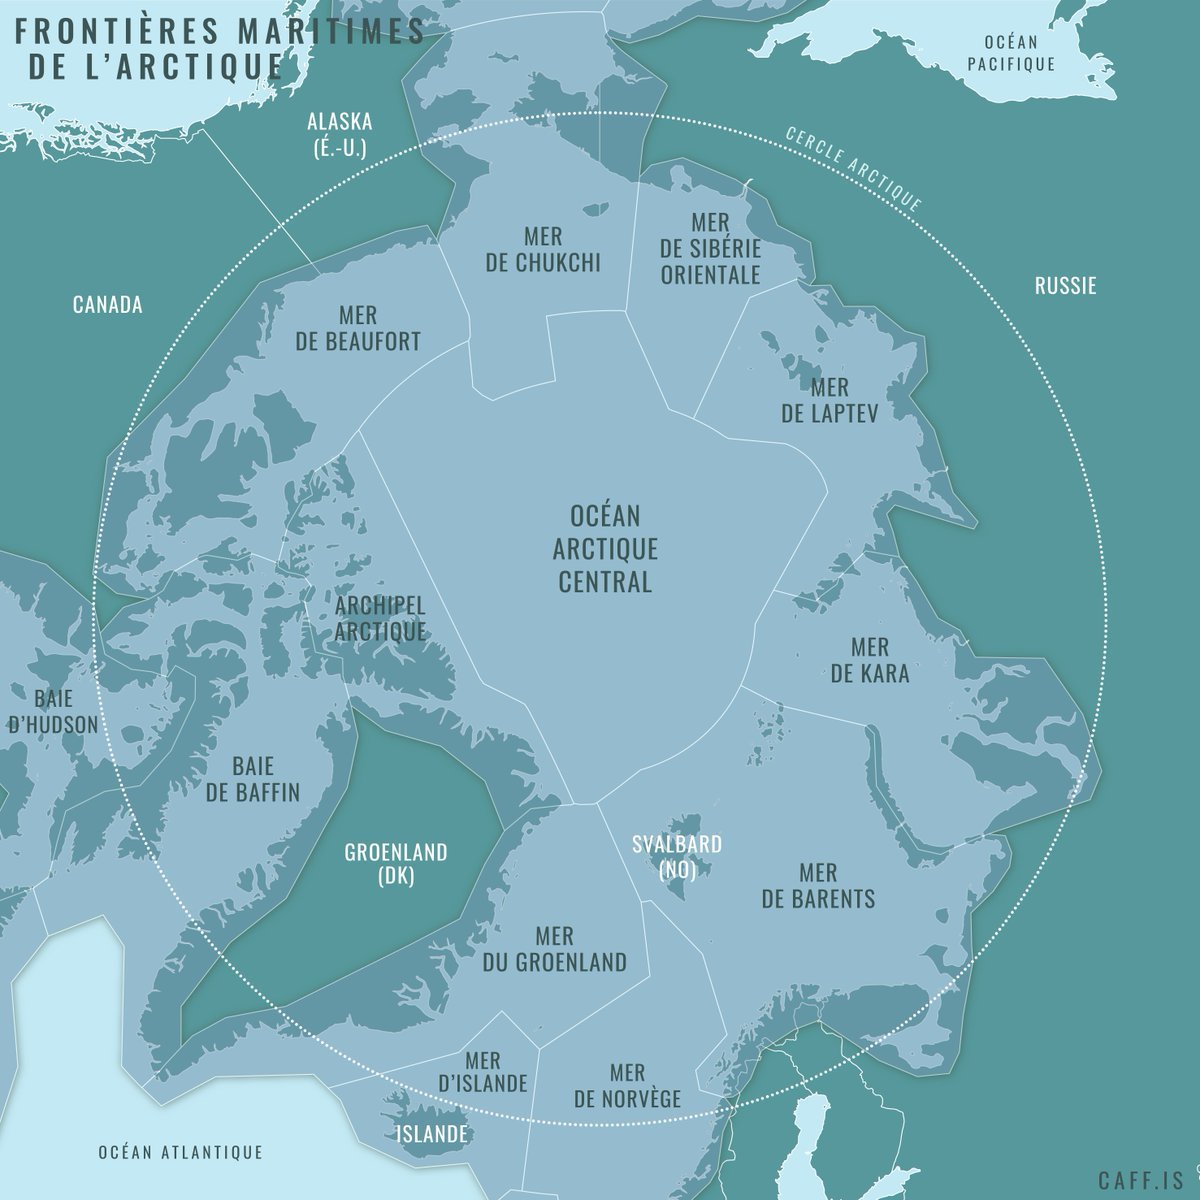 FRONTIÈRES MARITIMES
DE L'ARCTIQUE
OCÉAN
PACIFIQUE
ALASKA
(É.-U.)
CERCLE ARCTIQUE
MER
DE CHUKCHI
MER
DE SIBÉRIE
ORIENTALE
RUSSIE
CANADA
MER
DE BEAUFORT
MER
DE LAPTEV
OCÉAN
ARCTIQUE
CENTRAL
ARCHIPEL
ARCTIQUE
MER
DE KARA
BAIE
D'HUDSON
BAIE
DE BAFFIN
GROENLAND
(DK)
SVALBARD
(NO)
MER
DE BARENTS
MER
DU GROENLAND
MER
D'ISLANDE
MER
DE NORVÈGE
ISLANDE
OCÉAN ATLANTIQUE
CAFF.IS